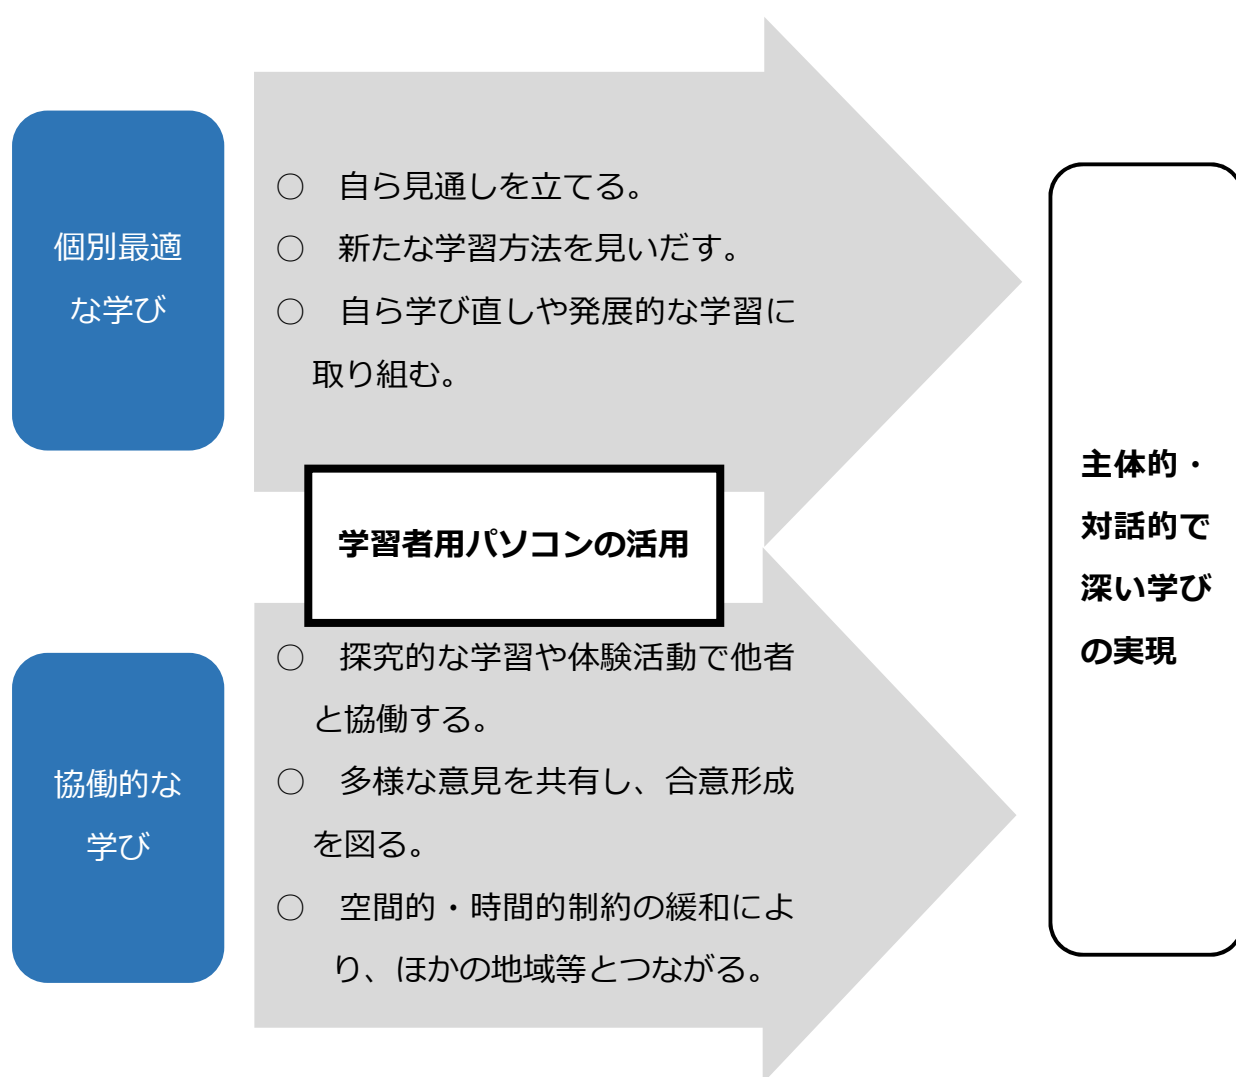 個別最適
な学び
○　自ら見通しを立てる。
○　新たな学習方法を見いだす。
○　自ら学び直しや発展的な学習に
取り組む。
学習者用パソコンの活用
協働的な
学び
○　探究的な学習や体験活動で他者
と協働する。
○　多様な意見を共有し、合意形成
を図る。
○　空間的・時間的制約の緩和によ
り、ほかの地域等とつながる。
主体的・
対話的で
深い学び
の実現